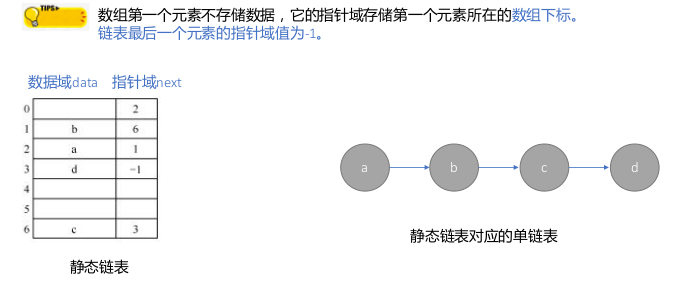 TIPS
数组第一个元素不存储数据，它的指针域存储第一个元素所在的数组下标。
链表最后一个元素的指针域值为-1。
数据域data 指针域next
0 2
1 b 6
2 a 1
3 d −1
4
5
6 c 3
a b c d
静态链表对应的单链表
静态链表